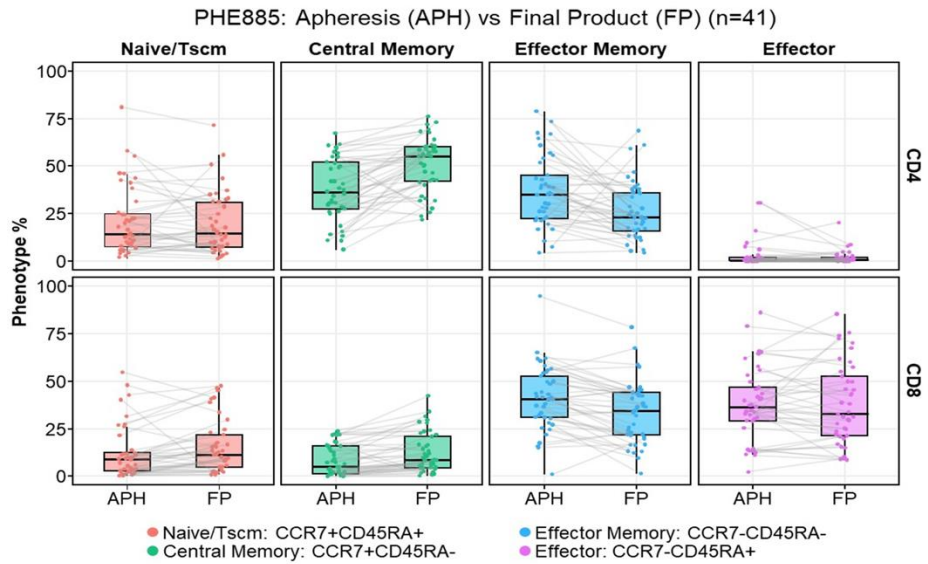 PHE885: Apheresis (APH) vs Final Product (FP) (n=41)
Naive/Tscm Central Memory Effector Memory Effector
Phenotype %
100
75
50
25
0
CD4
100
75
50
25
0
CD8
APH FP APH FP APH FP APH FP
Naive/Tscm: CCR7+CD45RA+
Central Memory: CCR7+CD45RA-
Effector Memory: CCR7-CD45RA-
Effector: CCR7-CD45RA+